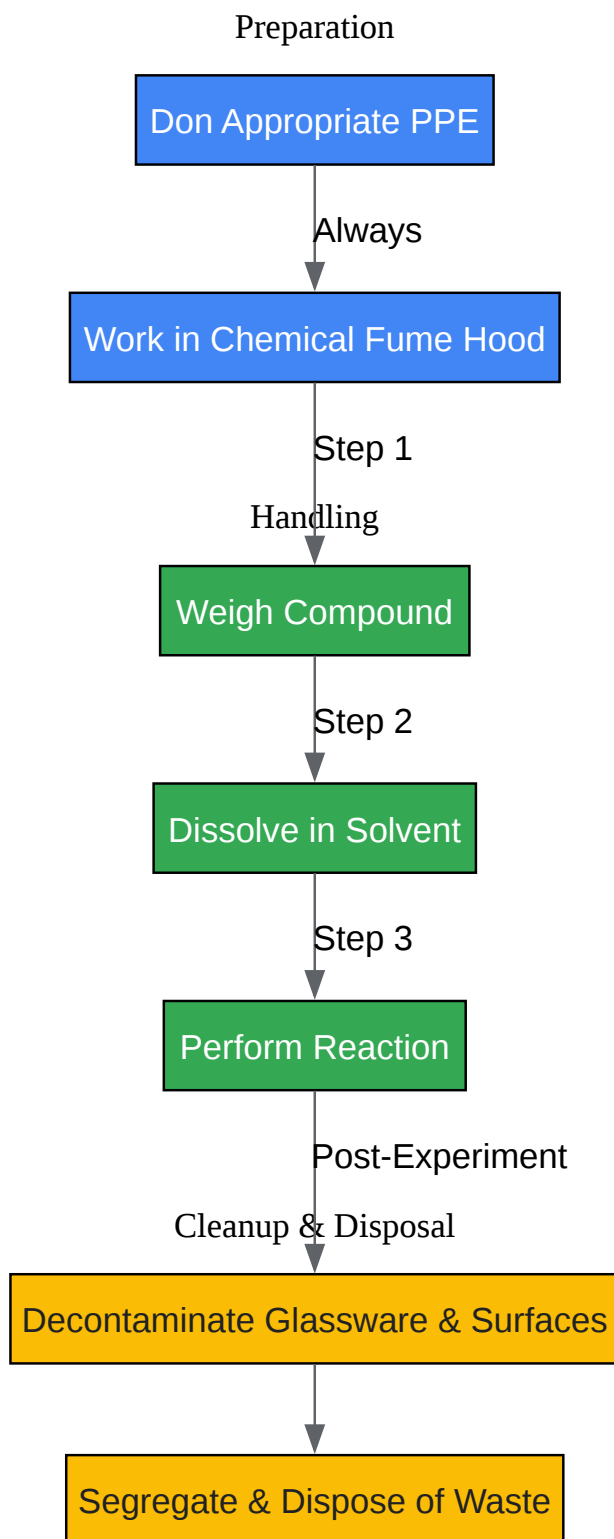 Preparation
Don Appropriate PPE
Always
Work in Chemical Fume Hood
Step 1
Handling
Weigh Compound
Step 2
Dissolve in Solvent
Step 3
Perform Reaction
Post-Experiment
Cleanup & Disposal
Decontaminate Glassware & Surfaces
Segregate & Dispose of Waste